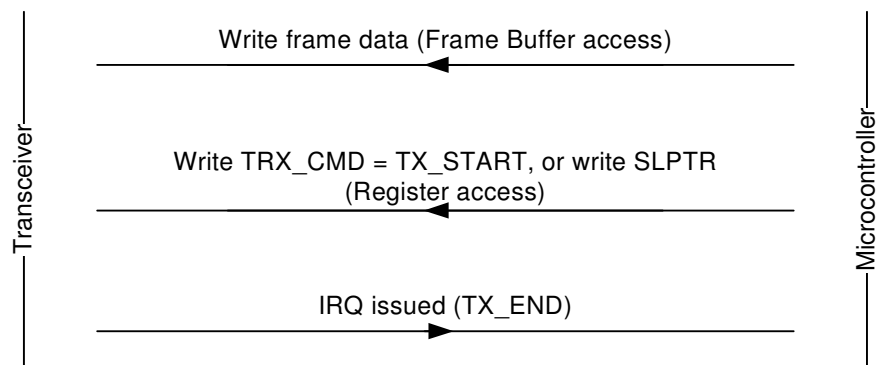 Write frame data (Frame Buffer access)
Transceiver
Microcontroller
Write TRX_CMD = TX_START, or write SLPTR
(Register access)
IRQ issued (TX_END)